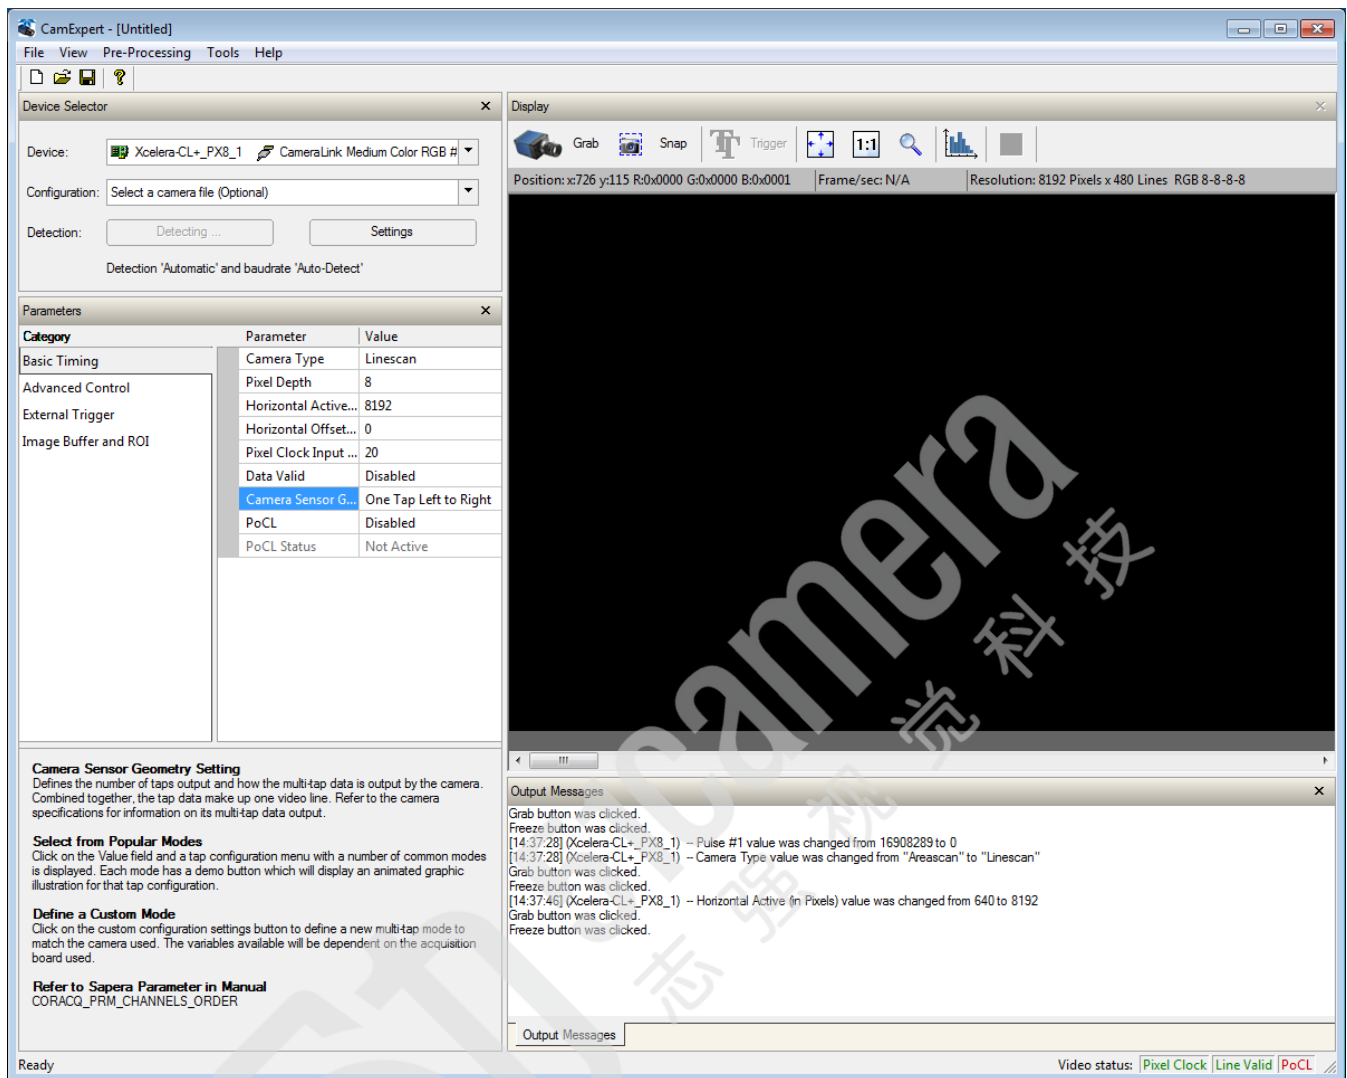 CamExpert - [Untitled]
File View Pre-Processing Tools Help
Device Selector
Device: Xcelera-CL+_PX8_1 CameraLink Medium Color RGB #
Configuration: Select a camera file (Optional)
Detection: Detecting ... Settings
Detection 'Automatic' and baudrate 'Auto-Detect'
Parameters
Category Parameter Value
Basic Timing
Advanced Control
External Trigger
Image Buffer and ROI
Camera Type Linescan
Pixel Depth 8
Horizontal Active... 8192
Horizontal Offset... 0
Pixel Clock Input ... 20
Data Valid Disabled
Camera Sensor G... One Tap Left to Right
PoCL Disabled
PoCL Status Not Active
Camera Sensor Geometry Setting
Defines the number of taps output and how the multi-tap data is output by the camera.
Combined together, the tap data make up one video line. Refer to the camera
specifications for information on its multi-tap data output.
Select from Popular Modes
Click on the Value field and a tap configuration menu with a number of common modes
is displayed. Each mode has a demo button which will display an animated graphic
illustration for that tap configuration.
Define a Custom Mode
Click on the custom configuration settings button to define a new multi-tap mode to
match the camera used. The variables available will be dependent on the acquisition
board used.
Refer to Sapera Parameter in Manual
CORACQ_PRM_CHANNELS_ORDER
Display
Grab Snap Trigger 1:1
Position: x:726 y:115 R:0x0000 G:0x0000 B:0x0001 Frame/sec: N/A Resolution: 8192 Pixels x 480 Lines RGB 8-8-8-8
Output Messages
Grab button was clicked.
Freeze button was clicked.
[14:37:28] (Xcelera-CL+_PX8_1) -- Pulse #1 value was changed from 16908289 to 0
[14:37:28] (Xcelera-CL+_PX8_1) -- Camera Type value was changed from "Areascan" to "Linescan"
Grab button was clicked.
Freeze button was clicked.
[14:37:46] (Xcelera-CL+_PX8_1) -- Horizontal Active (in Pixels) value was changed from 640 to 8192
Grab button was clicked.
Freeze button was clicked.
Output Messages
Ready
Video status: Pixel Clock Line Valid PoCL
camera
志强视觉科技